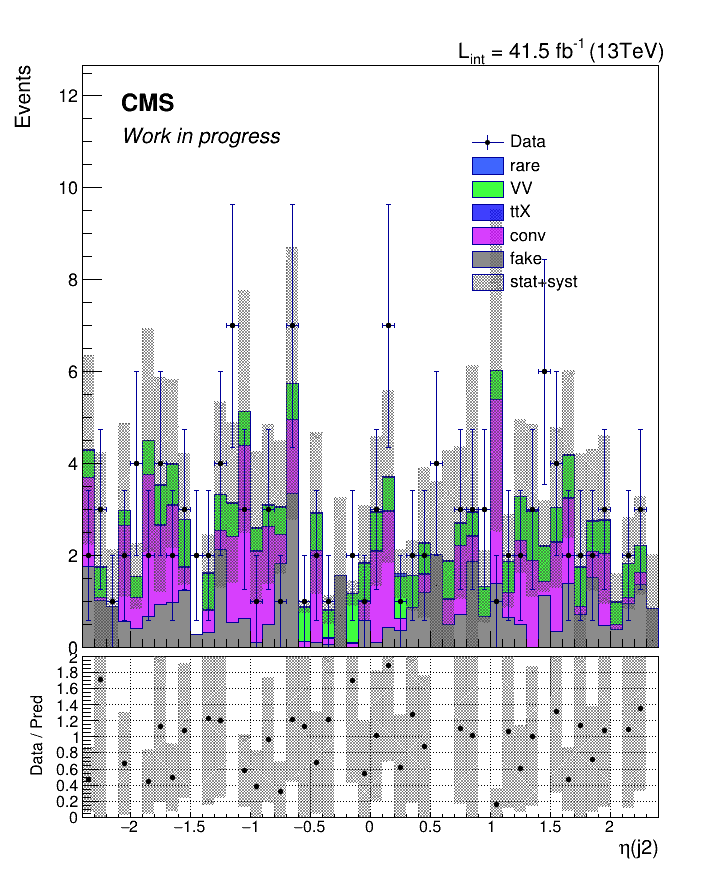 L_int = 41.5 fb^-1 (13TeV)
Events
CMS
Work in progress
Data
rare
VV
ttX
conv
fake
stat+syst
12
10
8
6
4
2
0
Data / Pred
2
1.8
1.6
1.4
1.2
1
0.8
0.6
0.4
0.2
0
−2 −1.5 −1 −0.5 0 0.5 1 1.5 2
η(j2)